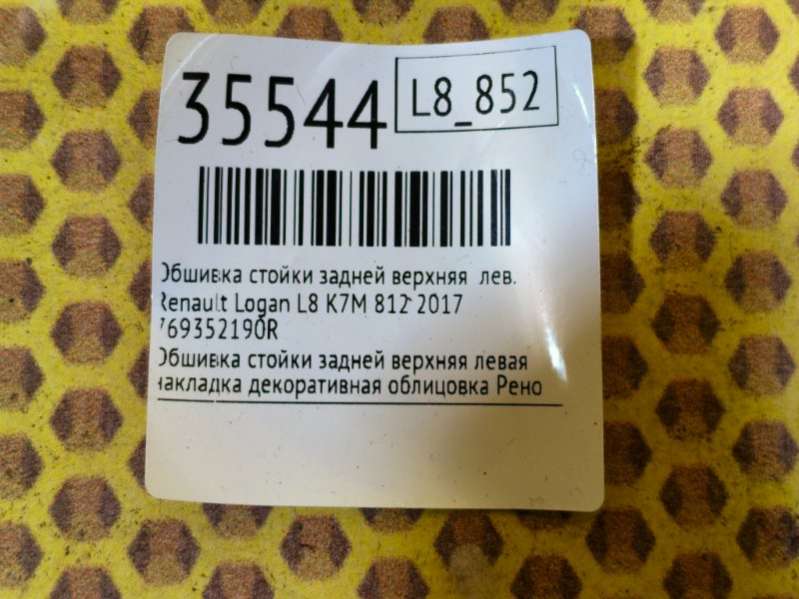 35544
L8_852
Обшивка стойки задней верхняя лев.
Renault Logan L8 K7M 812 2017
769352190R
Обшивка стойки задней верхняя левая
накладка декоративная облицовка Рено